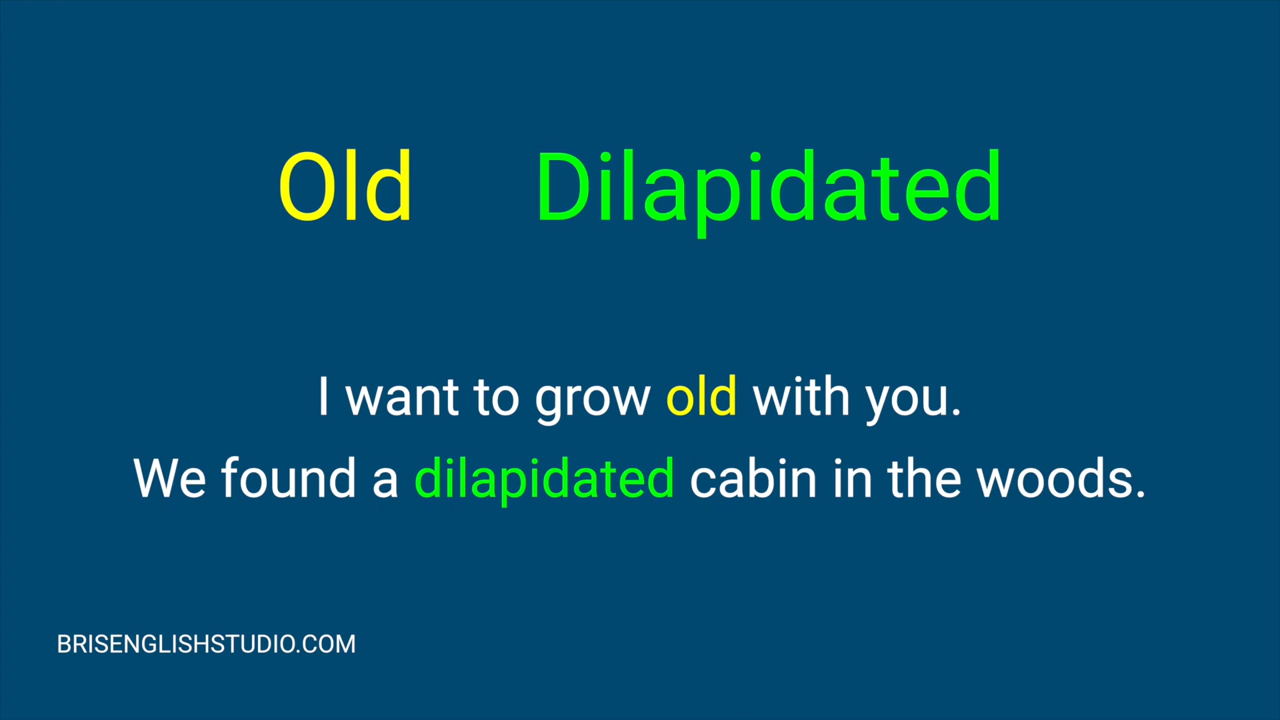 Old Dilapidated
I want to grow old with you.
We found a dilapidated cabin in the woods.
BRISENGLISHSTUDIO.COM